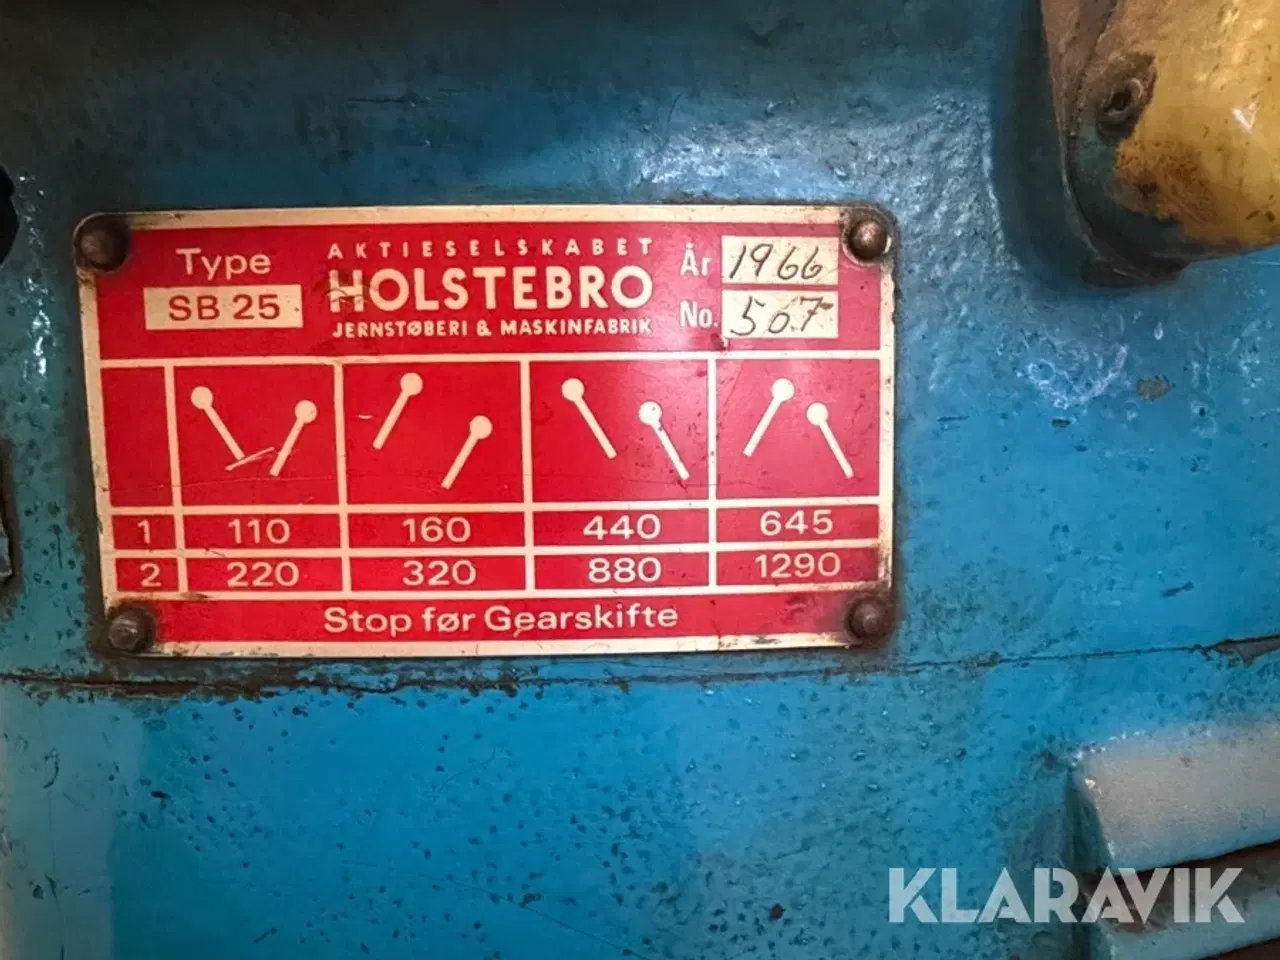 Type
SB 25
AKTIESELSKABET
HOLSTEBRO
JERNSTØBERI & MASKINFABRIK
År 1966
No. 507
1 110 160 440 645
2 220 320 880 1290
Stop før Gearskifte
KLARAVIK